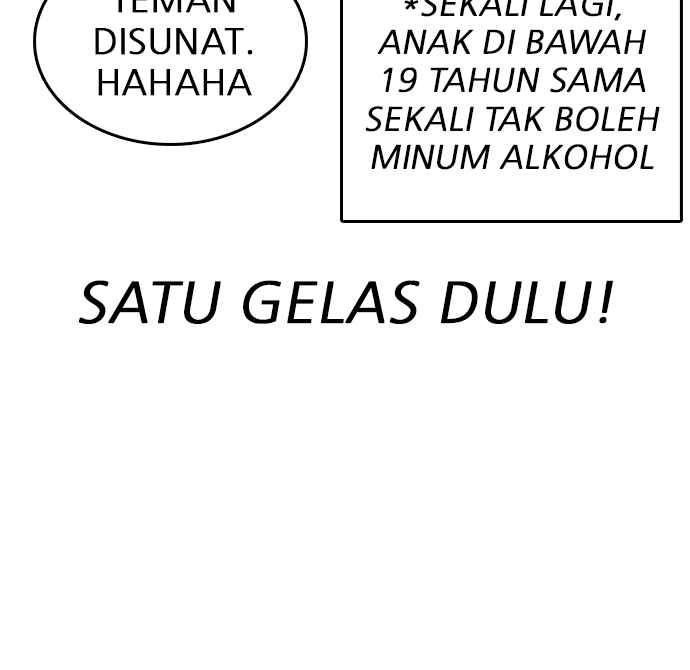 TEMAN
DISUNAT.
HAHAHA
*SEKALI LAGI,
ANAK DI BAWAH
19 TAHUN SAMA
SEKALI TAK BOLEH
MINUM ALKOHOL
SATU GELAS DULU!